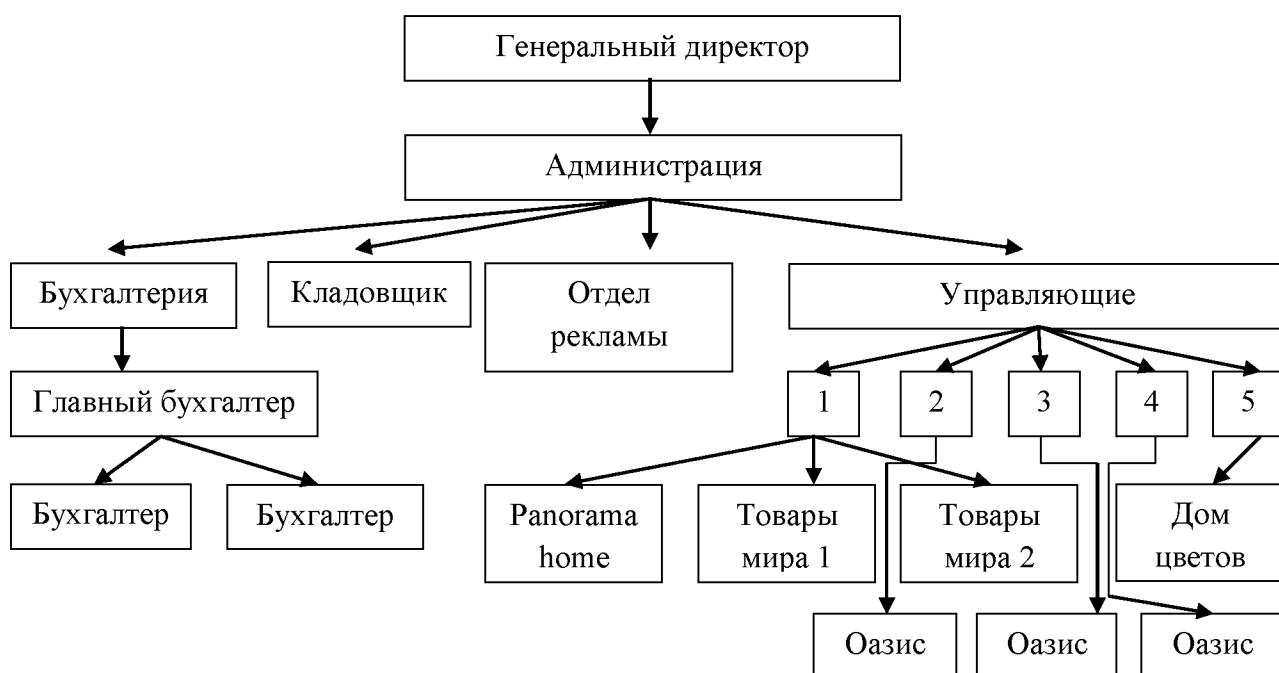 Генеральный директор
Администрация
Бухгалтерия
Кладовщик
Отдел
рекламы
Управляющие
Главный бухгалтер
1
2
3
4
5
Бухгалтер
Бухгалтер
Panorama
home
Товары
мира 1
Товары
мира 2
Дом
цветов
Оазис
Оазис
Оазис